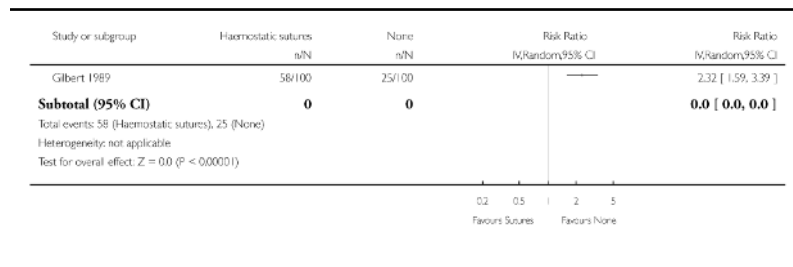 Study or subgroup Haemostatic sutures None Risk Ratio Risk Ratio
n/N n/N IV,Random,95% CI IV,Random,95% CI
Gilbert 1989 58/100 25/100 2.32 [ 1.59, 3.39 ]
Subtotal (95% CI) 0 0 0.0 [ 0.0, 0.0 ]
Total events: 58 (Haemostatic sutures), 25 (None)
Heterogeneity: not applicable
Test for overall effect: Z = 0.0 (P < 0.00001)
0.2 0.5 1 2 5
Favours Sutures Favours None